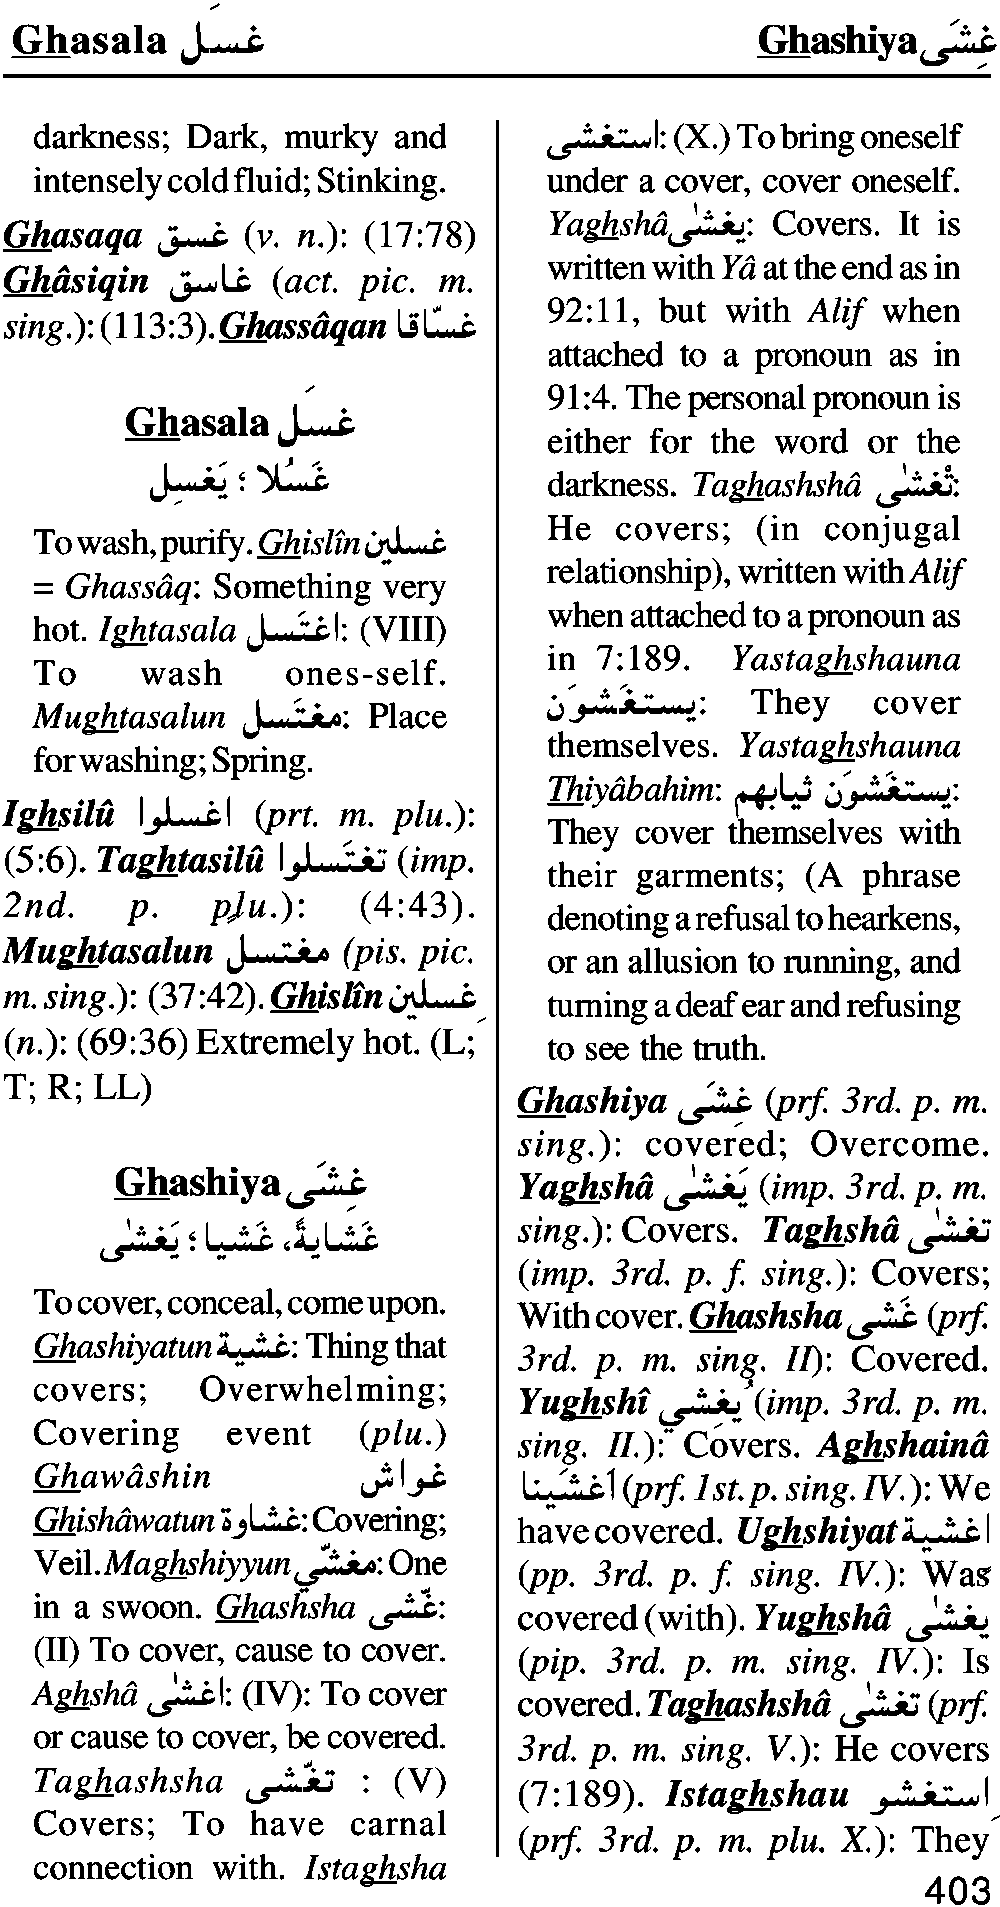 Ghasala غسَل
Ghashiya غِشَى
darkness; Dark, murky and
intensely cold fluid; Stinking.
Ghasaqa غسق (v. n.): (17:78)
Ghâsiqin غاسق (act. pic. m.
sing.): (113:3). Ghassâqan غسّاقا
Ghasala غسَل
غَسْلا ؛ يَغسِل
To wash, purify. Ghislîn غسلين
= Ghassâq: Something very
hot. Ightasala اغتَسل: (VIII)
To wash ones-self.
Mughtasalun مغتَسل: Place
for washing; Spring.
Ighsilû اغسلوا (prt. m. plu.):
(5:6). Taghtasilû تغتَسلوا (imp.
2nd. p. plu.): (4:43).
Mughtasalun مغتسل (pis. pic.
m. sing.): (37:42). Ghislîn غسلين
(n.): (69:36) Extremely hot. (L;
T; R; LL)
Ghashiya غِشَى
غَشايةً، غَشيا ؛ يَغشٰى
To cover, conceal, come upon.
Ghashiyatun غشية: Thing that
covers; Overwhelming;
Covering event (plu.)
Ghawâshin غواش
Ghishâwatun غشاوة: Covering;
Veil. Maghshiyyun مغشّي: One
in a swoon. Ghashsha غَشّى:
(II) To cover, cause to cover.
Aghshâ اغشٰى: (IV): To cover
or cause to cover, be covered.
Taghashsha تغشّى : (V)
Covers; To have carnal
connection with. Istaghsha
استغشى: (X.) To bring oneself
under a cover, cover oneself.
Yaghshâ يغشٰى: Covers. It is
written with Yâ at the end as in
92:11, but with Alif when
attached to a pronoun as in
91:4. The personal pronoun is
either for the word or the
darkness. Taghashshâ تُغشٰى:
He covers; (in conjugal
relationship), written with Alif
when attached to a pronoun as
in 7:189. Yastaghshauna
يستغَشَون: They cover
themselves. Yastaghshauna
Thiyâbahim: يستغَشَون ثيابهم:
They cover themselves with
their garments; (A phrase
denoting a refusal to hearkens,
or an allusion to running, and
turning a deaf ear and refusing
to see the truth.
Ghashiya غِشَى (prf. 3rd. p. m.
sing.): covered; Overcome.
Yaghshâ يَغشٰى (imp. 3rd. p. m.
sing.): Covers. Taghshâ تغشٰى
(imp. 3rd. p. f. sing.): Covers;
With cover. Ghashsha غَشى (prf.
3rd. p. m. sing. II): Covered.
Yughshî يُغشِي (imp. 3rd. p. m.
sing. II.): Covers. Aghshainâ
أغشَينا (prf. 1st. p. sing. IV.): We
have covered. Ughshiyat اغشية
(pp. 3rd. p. f. sing. IV.): Was
covered (with). Yughshâ يغشٰى
(pip. 3rd. p. m. sing. IV.): Is
covered. Taghashshâ تغشٰى (prf.
3rd. p. m. sing. V.): He covers
(7:189). Istaghshau استغشو
(prf. 3rd. p. m. plu. X.): They
403